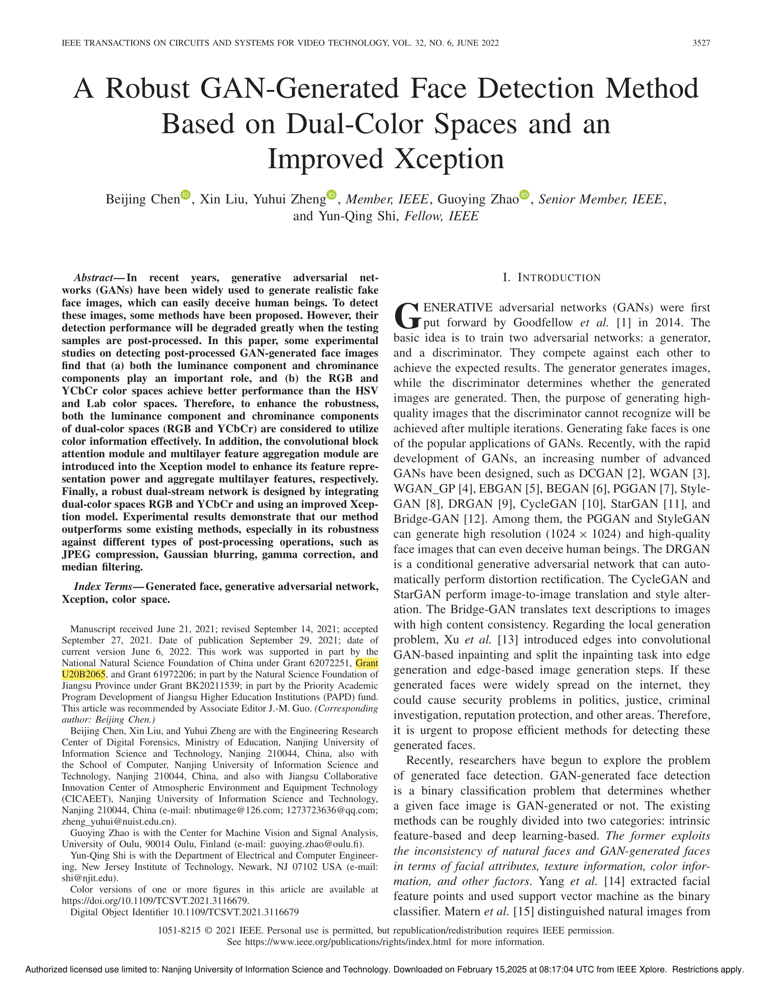 IEEE TRANSACTIONS ON CIRCUITS AND SYSTEMS FOR VIDEO TECHNOLOGY, VOL. 32, NO. 6, JUNE 2022 3527
A Robust GAN-Generated Face Detection Method
Based on Dual-Color Spaces and an
Improved Xception
Beijing Chen, Xin Liu, Yuhui Zheng, Member, IEEE, Guoying Zhao, Senior Member, IEEE,
and Yun-Qing Shi, Fellow, IEEE
Abstract—In recent years, generative adversarial net-
works (GANs) have been widely used to generate realistic fake
face images, which can easily deceive human beings. To detect
these images, some methods have been proposed. However, their
detection performance will be degraded greatly when the testing
samples are post-processed. In this paper, some experimental
studies on detecting post-processed GAN-generated face images
find that (a) both the luminance component and chrominance
components play an important role, and (b) the RGB and
YCbCr color spaces achieve better performance than the HSV
and Lab color spaces. Therefore, to enhance the robustness,
both the luminance component and chrominance components
of dual-color spaces (RGB and YCbCr) are considered to utilize
color information effectively. In addition, the convolutional block
attention module and multilayer feature aggregation module are
introduced into the Xception model to enhance its feature repre-
sentation power and aggregate multilayer features, respectively.
Finally, a robust dual-stream network is designed by integrating
dual-color spaces RGB and YCbCr and using an improved Xcep-
tion model. Experimental results demonstrate that our method
outperforms some existing methods, especially in its robustness
against different types of post-processing operations, such as
JPEG compression, Gaussian blurring, gamma correction, and
median filtering.
Index Terms—Generated face, generative adversarial network,
Xception, color space.
Manuscript received June 21, 2021; revised September 14, 2021; accepted
September 27, 2021. Date of publication September 29, 2021; date of
current version June 6, 2022. This work was supported in part by the
National Natural Science Foundation of China under Grant 62072251, Grant
U20B2065, and Grant 61972206; in part by the Natural Science Foundation of
Jiangsu Province under Grant BK20211539; in part by the Priority Academic
Program Development of Jiangsu Higher Education Institutions (PAPD) fund.
This article was recommended by Associate Editor J.-M. Guo. (Corresponding
author: Beijing Chen.)
Beijing Chen, Xin Liu, and Yuhui Zheng are with the Engineering Research
Center of Digital Forensics, Ministry of Education, Nanjing University of
Information Science and Technology, Nanjing 210044, China, also with
the School of Computer, Nanjing University of Information Science and
Technology, Nanjing 210044, China, and also with Jiangsu Collaborative
Innovation Center of Atmospheric Environment and Equipment Technology
(CICAEET), Nanjing University of Information Science and Technology,
Nanjing 210044, China (e-mail: nbutimage@126.com; 1273723636@qq.com;
zheng_yuhui@nuist.edu.cn).
Guoying Zhao is with the Center for Machine Vision and Signal Analysis,
University of Oulu, 90014 Oulu, Finland (e-mail: guoying.zhao@oulu.fi).
Yun-Qing Shi is with the Department of Electrical and Computer Engineer-
ing, New Jersey Institute of Technology, Newark, NJ 07102 USA (e-mail:
shi@njit.edu).
Color versions of one or more figures in this article are available at
https://doi.org/10.1109/TCSVT.2021.3116679.
Digital Object Identifier 10.1109/TCSVT.2021.3116679
I. INTRODUCTION
GENERATIVE adversarial networks (GANs) were first
put forward by Goodfellow et al. [1] in 2014. The
basic idea is to train two adversarial networks: a generator,
and a discriminator. They compete against each other to
achieve the expected results. The generator generates images,
while the discriminator determines whether the generated
images are generated. Then, the purpose of generating high-
quality images that the discriminator cannot recognize will be
achieved after multiple iterations. Generating fake faces is one
of the popular applications of GANs. Recently, with the rapid
development of GANs, an increasing number of advanced
GANs have been designed, such as DCGAN [2], WGAN [3],
WGAN_GP [4], EBGAN [5], BEGAN [6], PGGAN [7], Style-
GAN [8], DRGAN [9], CycleGAN [10], StarGAN [11], and
Bridge-GAN [12]. Among them, the PGGAN and StyleGAN
can generate high resolution (1024 × 1024) and high-quality
face images that can even deceive human beings. The DRGAN
is a conditional generative adversarial network that can auto-
matically perform distortion rectification. The CycleGAN and
StarGAN perform image-to-image translation and style alter-
ation. The Bridge-GAN translates text descriptions to images
with high content consistency. Regarding the local generation
problem, Xu et al. [13] introduced edges into convolutional
GAN-based inpainting and split the inpainting task into edge
generation and edge-based image generation steps. If these
generated faces were widely spread on the internet, they
could cause security problems in politics, justice, criminal
investigation, reputation protection, and other areas. Therefore,
it is urgent to propose efficient methods for detecting these
generated faces.
Recently, researchers have begun to explore the problem
of generated face detection. GAN-generated face detection
is a binary classification problem that determines whether
a given face image is GAN-generated or not. The existing
methods can be roughly divided into two categories: intrinsic
feature-based and deep learning-based. The former exploits
the inconsistency of natural faces and GAN-generated faces
in terms of facial attributes, texture information, color infor-
mation, and other factors. Yang et al. [14] extracted facial
feature points and used support vector machine as the binary
classifier. Matern et al. [15] distinguished natural images from
1051-8215 © 2021 IEEE. Personal use is permitted, but republication/redistribution requires IEEE permission.
See https://www.ieee.org/publications/rights/index.html for more information.
Authorized licensed use limited to: Nanjing University of Information Science and Technology. Downloaded on February 15,2025 at 08:17:04 UTC from IEEE Xplore. Restrictions apply.